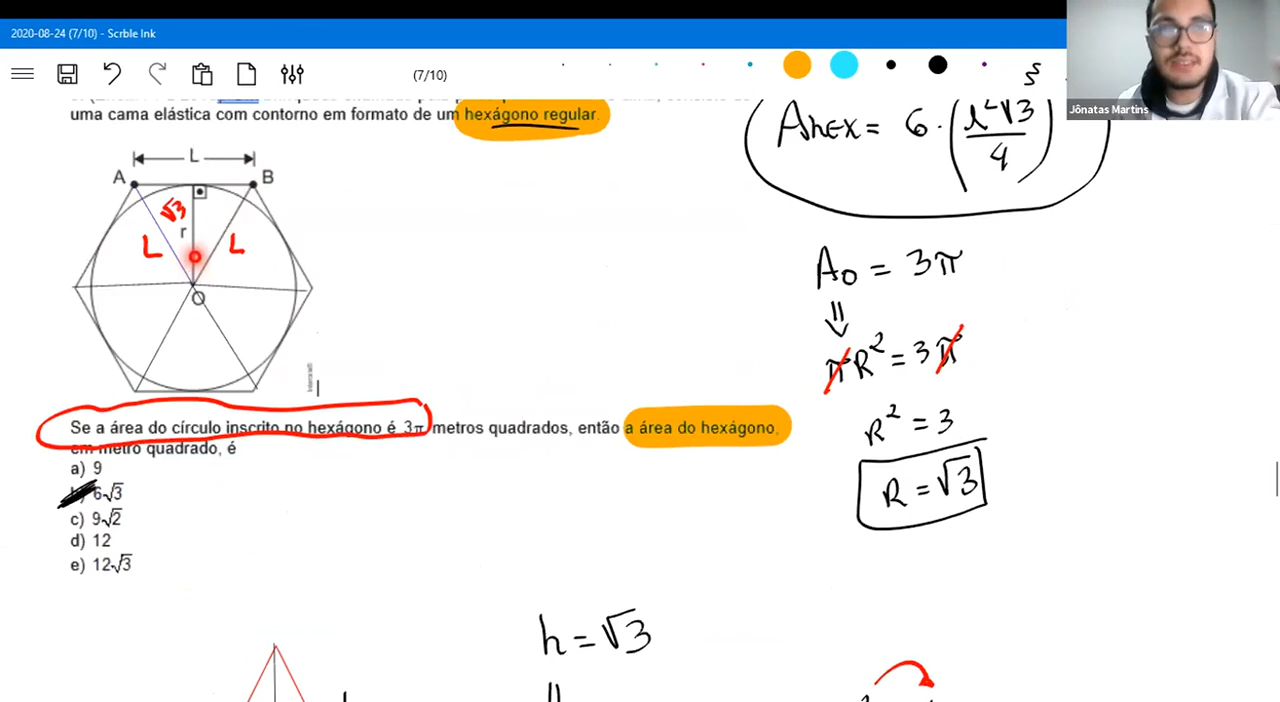 2020-08-24 (7/10) - Scrble Ink
(7/10)
Jônatas Martins
uma cama elástica com contorno em formato de um hexágono regular.
AHEX = 6 · (l²√3/4)
L
A
B
√3
r
L
L
O
A₀ = 3π
⇓
πR² = 3π
R² = 3
R = √3
Se a área do círculo inscrito no hexágono é 3π metros quadrados, então a área do hexágono,
em metro quadrado, é
a) 9
6√3
c) 9√2
d) 12
e) 12√3
h = √3